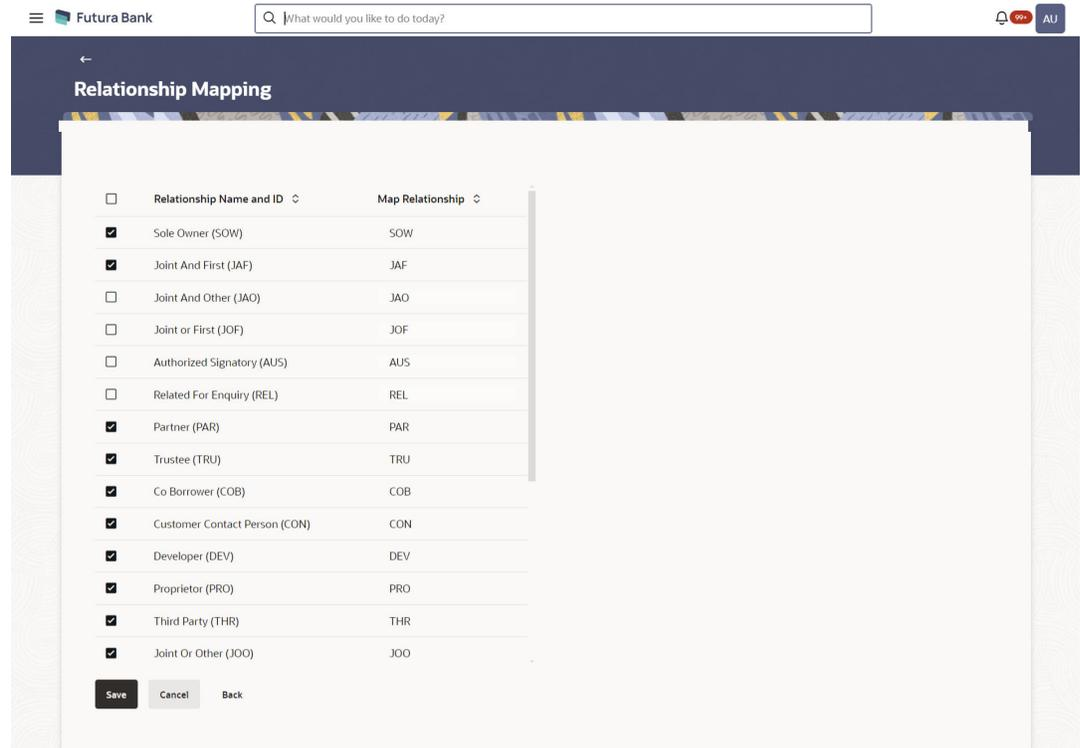 Futura Bank
What would you like to do today?
99+
AU
Relationship Mapping
Relationship Name and ID Map Relationship
Sole Owner (SOW) SOW
Joint And First (JAF) JAF
Joint And Other (JAO) JAO
Joint or First (JOF) JOF
Authorized Signatory (AUS) AUS
Related For Enquiry (REL) REL
Partner (PAR) PAR
Trustee (TRU) TRU
Co Borrower (COB) COB
Customer Contact Person (CON) CON
Developer (DEV) DEV
Proprietor (PRO) PRO
Third Party (THR) THR
Joint Or Other (JOO) JOO
Save Cancel Back